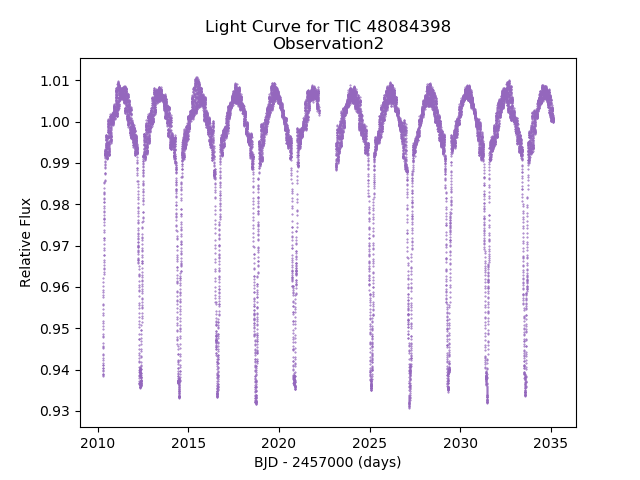 Light Curve for TIC 48084398
Observation2
1.01
1.00
0.99
0.98
0.97
0.96
0.95
0.94
0.93
Relative Flux
2010 2015 2020 2025 2030 2035
BJD - 2457000 (days)